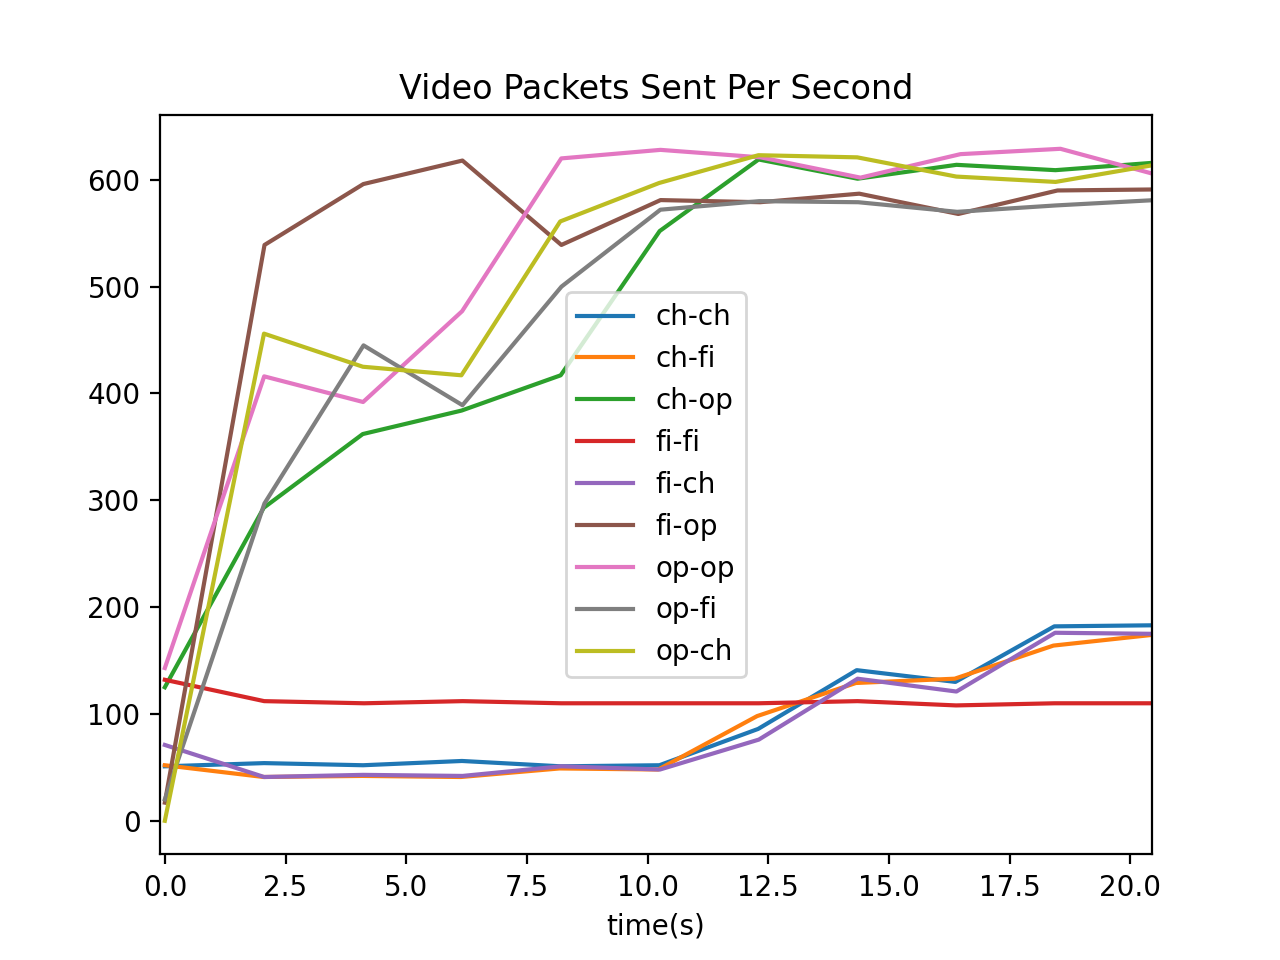 Video Packets Sent Per Second
600
500
400
300
200
100
0
ch-ch
ch-fi
ch-op
fi-fi
fi-ch
fi-op
op-op
op-fi
op-ch
0.0 2.5 5.0 7.5 10.0 12.5 15.0 17.5 20.0
time(s)